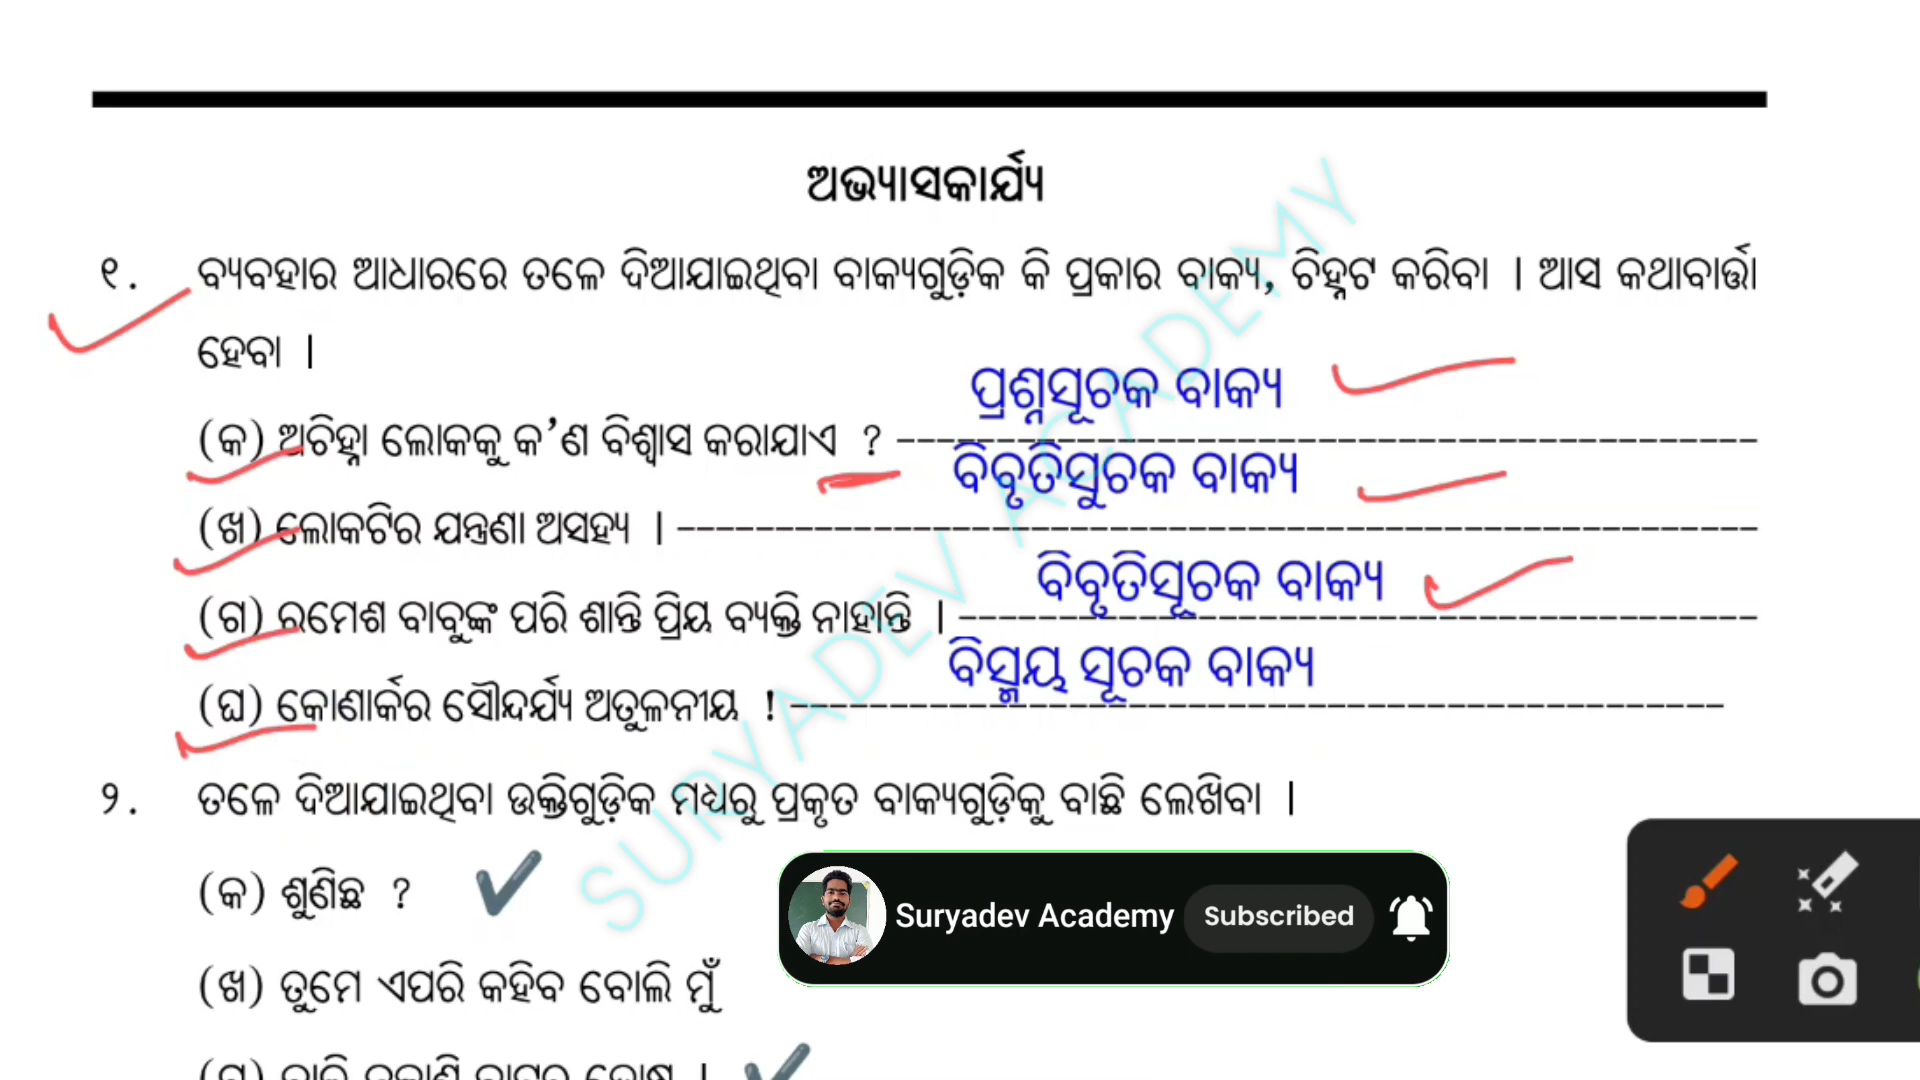 ଅଭ୍ୟାସକାର୍ଯ୍ୟ
୧. ବ୍ୟବହାର ଆଧାରରେ ତଳେ ଦିଆଯାଇଥିବା ବାକ୍ୟଗୁଡ଼ିକ କି ପ୍ରକାର ବାକ୍ୟ, ଚିହ୍ନଟ କରିବା । ଆସ କଥାବାର୍ତ୍ତା
ହେବା ।
ପ୍ରଶ୍ନସୂଚକ ବାକ୍ୟ
(କ) ଅଚିହ୍ନା ଲୋକକୁ କ'ଣ ବିଶ୍ୱାସ କରାଯାଏ ?
ବିବୃତିସୁଚକ ବାକ୍ୟ
(ଖ) ଲୋକଟିର ଯନ୍ତ୍ରଣା ଅସହ୍ୟ ।
ବିବୃତିସୂଚକ ବାକ୍ୟ
(ଗ) ରମେଶ ବାବୁଙ୍କ ପରି ଶାନ୍ତି ପ୍ରିୟ ବ୍ୟକ୍ତି ନାହାନ୍ତି ।
ବିସ୍ମୟ ସୂଚକ ବାକ୍ୟ
(ଘ) କୋଣାର୍କର ସୌନ୍ଦର୍ଯ୍ୟ ଅତୁଳନୀୟ !
୨. ତଳେ ଦିଆଯାଇଥିବା ଉକ୍ତିଗୁଡ଼ିକ ମଧ୍ୟରୁ ପ୍ରକୃତ ବାକ୍ୟଗୁଡ଼ିକୁ ବାଛି ଲେଖିବା ।
(କ) ଶୁଣିଛ ?
Suryadev Academy Subscribed
(ଖ) ତୁମେ ଏପରି କହିବ ବୋଲି ମୁଁ
SURYADEV ACADEMY